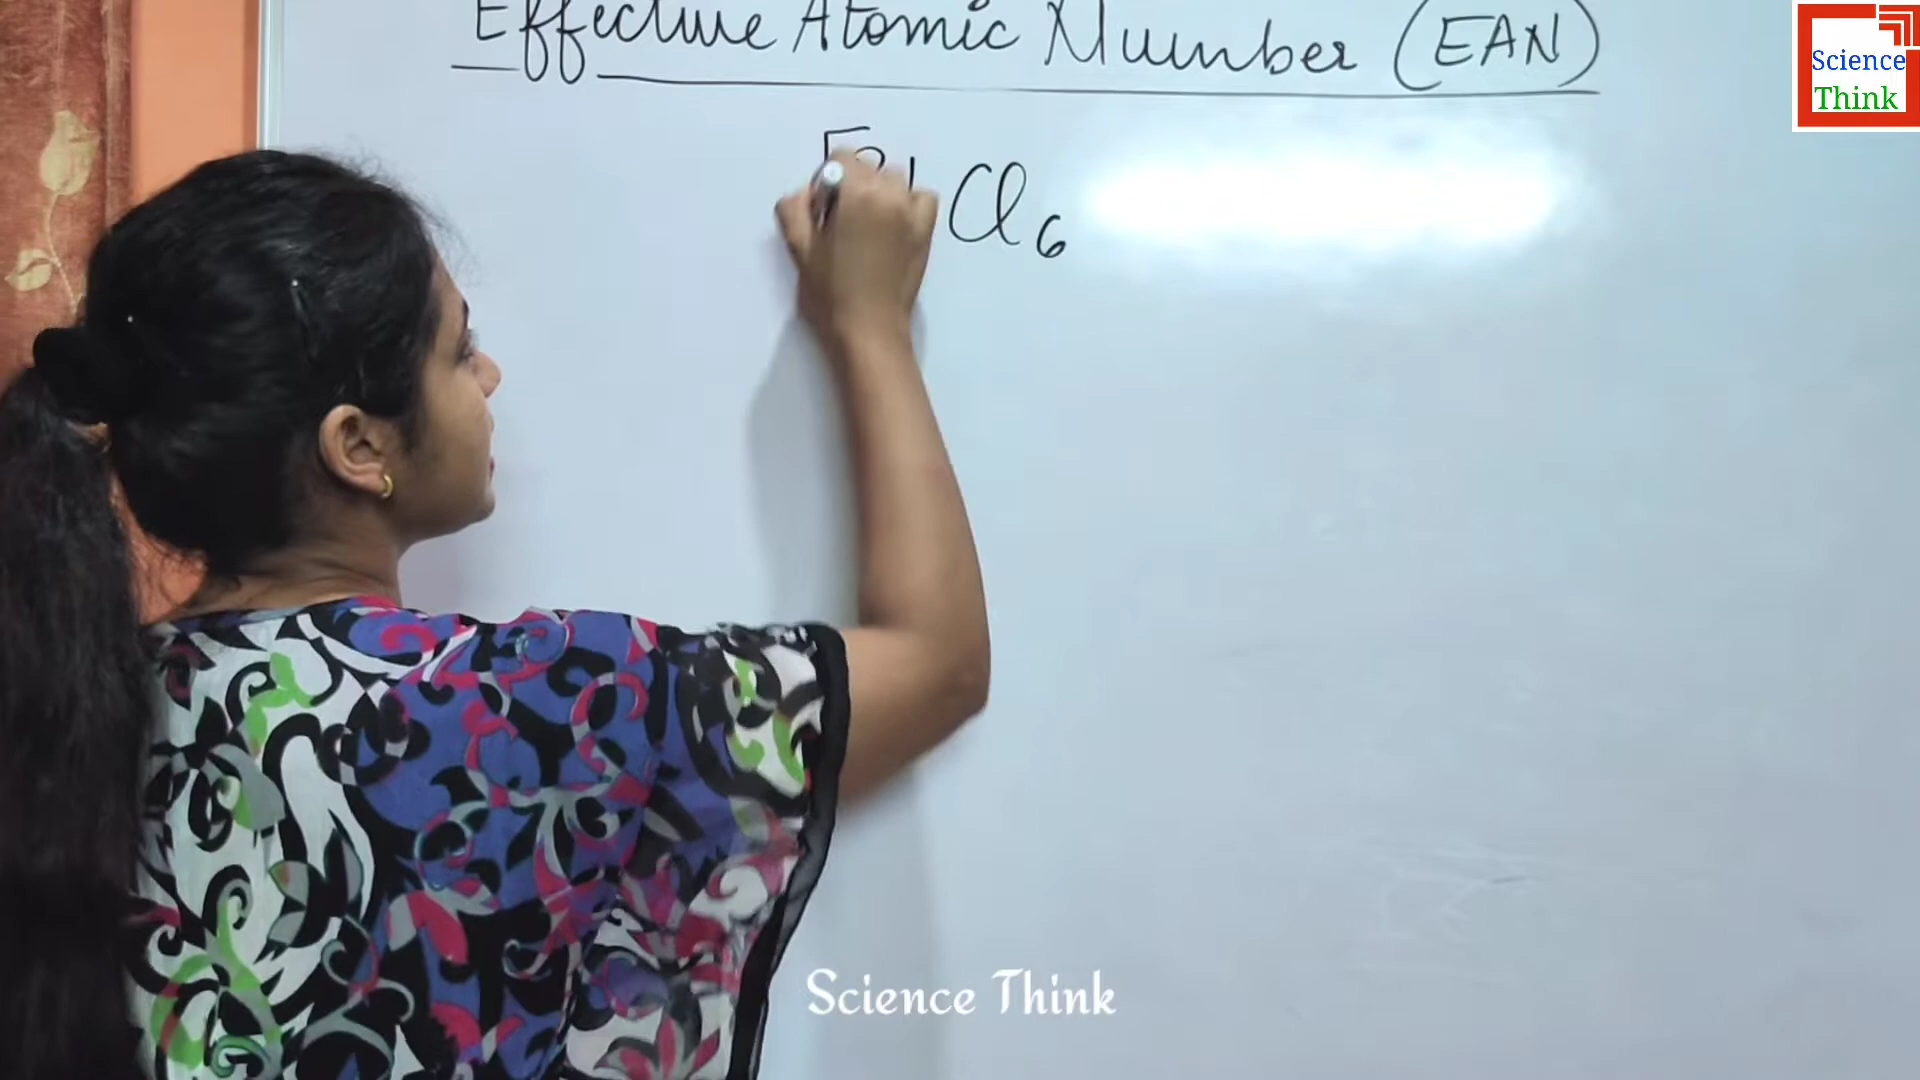 Effective Atomic Number (EAN)
Cl6
Science
Think
Science Think